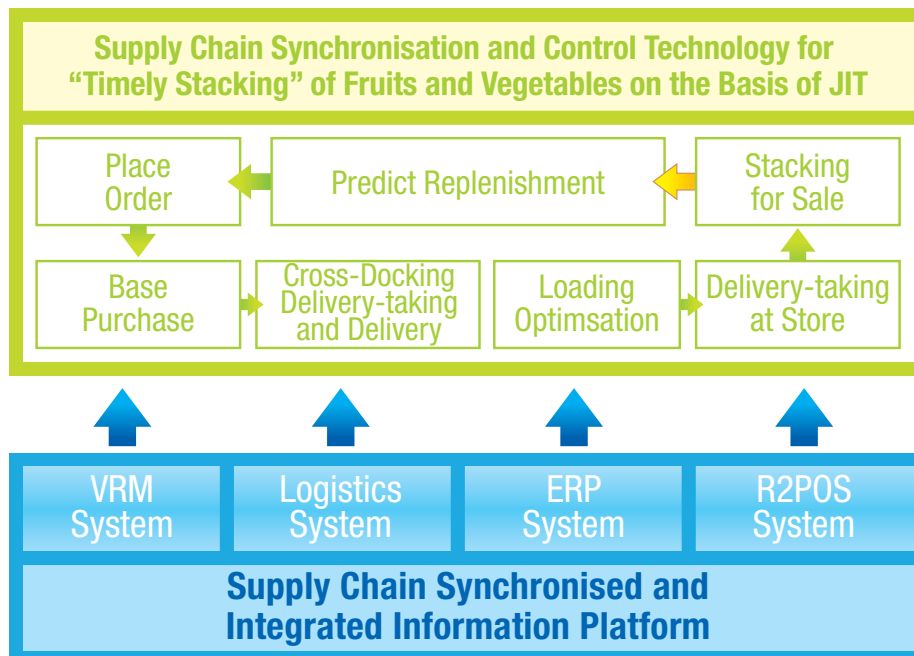 Supply Chain Synchronisation and Control Technology for
“Timely Stacking” of Fruits and Vegetables on the Basis of JIT
Place
Order
Predict Replenishment
Stacking
for Sale
Base
Purchase
Cross-Docking
Delivery-taking
and Delivery
Loading
Optimsation
Delivery-taking
at Store
VRM
System
Logistics
System
ERP
System
R2POS
System
Supply Chain Synchronised and
Integrated Information Platform